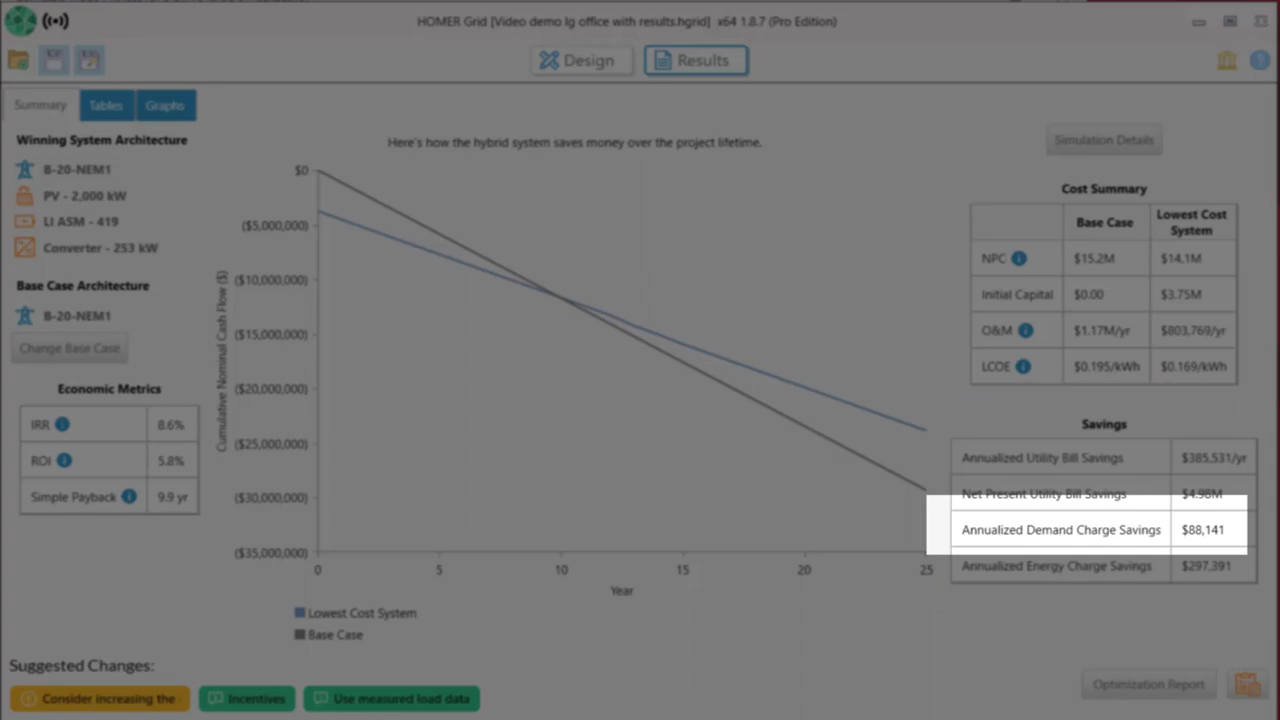 HOMER Grid [Video demo lg office with results.hgrid] x64 1.8.7 (Pro Edition)
Design
Results
Summary
Tables
Graphs
Winning System Architecture
B-20-NEM1
PV - 2,000 kW
LI ASM - 419
Converter - 253 kW
Base Case Architecture
B-20-NEM1
Change Base Case
Economic Metrics
IRR 8.6%
ROI 5.8%
Simple Payback 9.9 yr
Here's how the hybrid system saves money over the project lifetime.
Cumulative Nominal Cash Flow ($)
$0
($5,000,000)
($10,000,000)
($15,000,000)
($20,000,000)
($25,000,000)
($30,000,000)
($35,000,000)
0 5 10 15 20 25
Year
Lowest Cost System
Base Case
Simulation Details
Cost Summary
Base Case Lowest Cost
System
NPC $15.2M $14.1M
Initial Capital $0.00 $3.75M
O&M $1.17M/yr $803,769/yr
LCOE $0.195/kWh $0.169/kWh
Savings
Annualized Utility Bill Savings $385,531/yr
Net Present Utility Bill Savings $4.98M
Annualized Demand Charge Savings $88,141
Annualized Energy Charge Savings $297,391
Suggested Changes:
Consider increasing the
Incentives
Use measured load data
Optimization Report